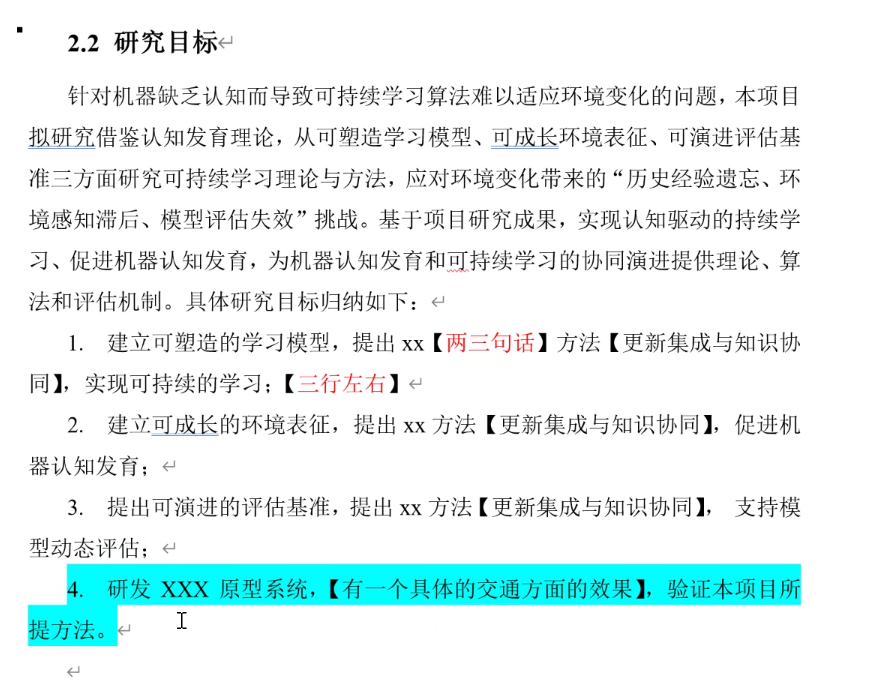 2.2 研究目标
针对机器缺乏认知而导致可持续学习算法难以适应环境变化的问题，本项目
拟研究借鉴认知发育理论，从可塑造学习模型、可成长环境表征、可演进评估基
准三方面研究可持续学习理论与方法，应对环境变化带来的“历史经验遗忘、环
境感知滞后、模型评估失效”挑战。基于项目研究成果，实现认知驱动的持续学
习、促进机器认知发育，为机器认知发育和可持续学习的协同演进提供理论、算
法和评估机制。具体研究目标归纳如下：
1. 建立可塑造的学习模型，提出 xx【两三句话】方法【更新集成与知识协
同】，实现可持续的学习；【三行左右】
2. 建立可成长的环境表征，提出 xx 方法【更新集成与知识协同】，促进机
器认知发育；
3. 提出可演进的评估基准，提出 xx 方法【更新集成与知识协同】， 支持模
型动态评估；
4. 研发 XXX 原型系统，【有一个具体的交通方面的效果】，验证本项目所
提方法。